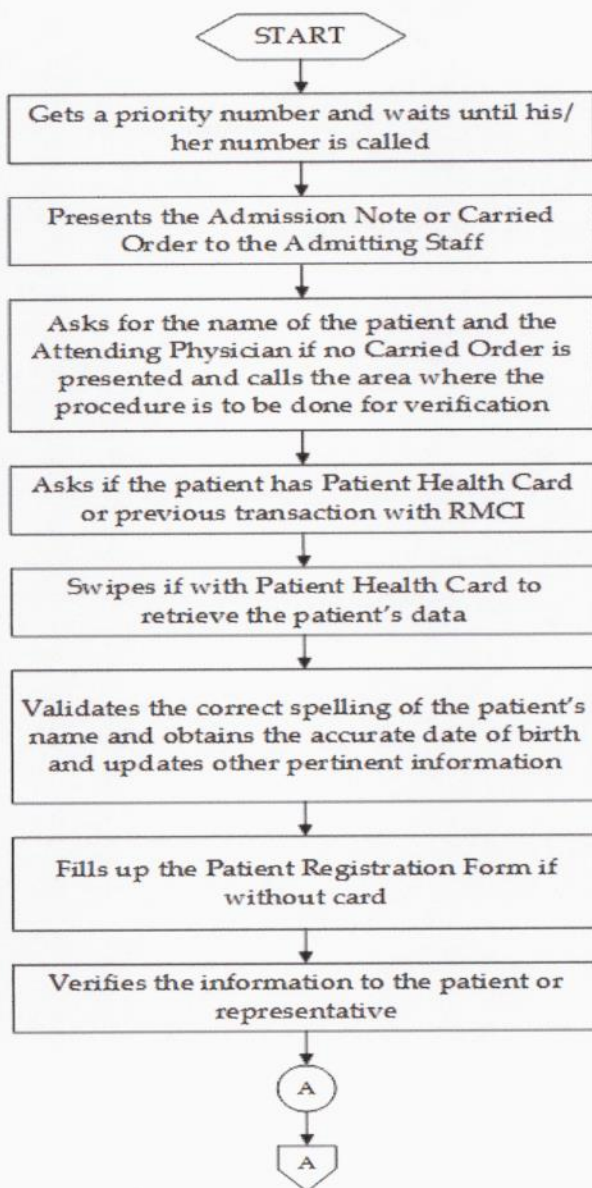 START
Gets a priority number and waits until his/
her number is called
Presents the Admission Note or Carried
Order to the Admitting Staff
Asks for the name of the patient and the
Attending Physician if no Carried Order is
presented and calls the area where the
procedure is to be done for verification
Asks if the patient has Patient Health Card
or previous transaction with RMCI
Swipes if with Patient Health Card to
retrieve the patient's data
Validates the correct spelling of the patient's
name and obtains the accurate date of birth
and updates other pertinent information
Fills up the Patient Registration Form if
without card
Verifies the information to the patient or
representative
A
A